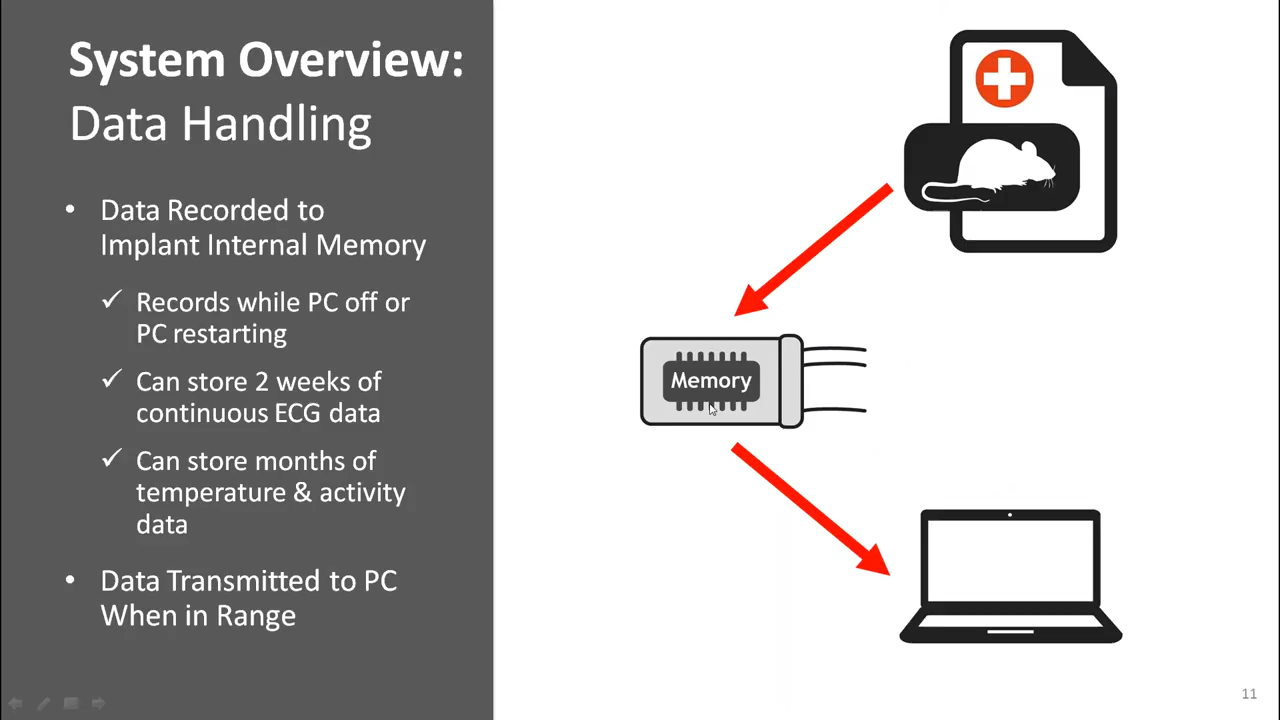 System Overview:
Data Handling
• Data Recorded to
Implant Internal Memory
✓ Records while PC off or
PC restarting
✓ Can store 2 weeks of
continuous ECG data
✓ Can store months of
temperature & activity
data
• Data Transmitted to PC
When in Range
Memory
11